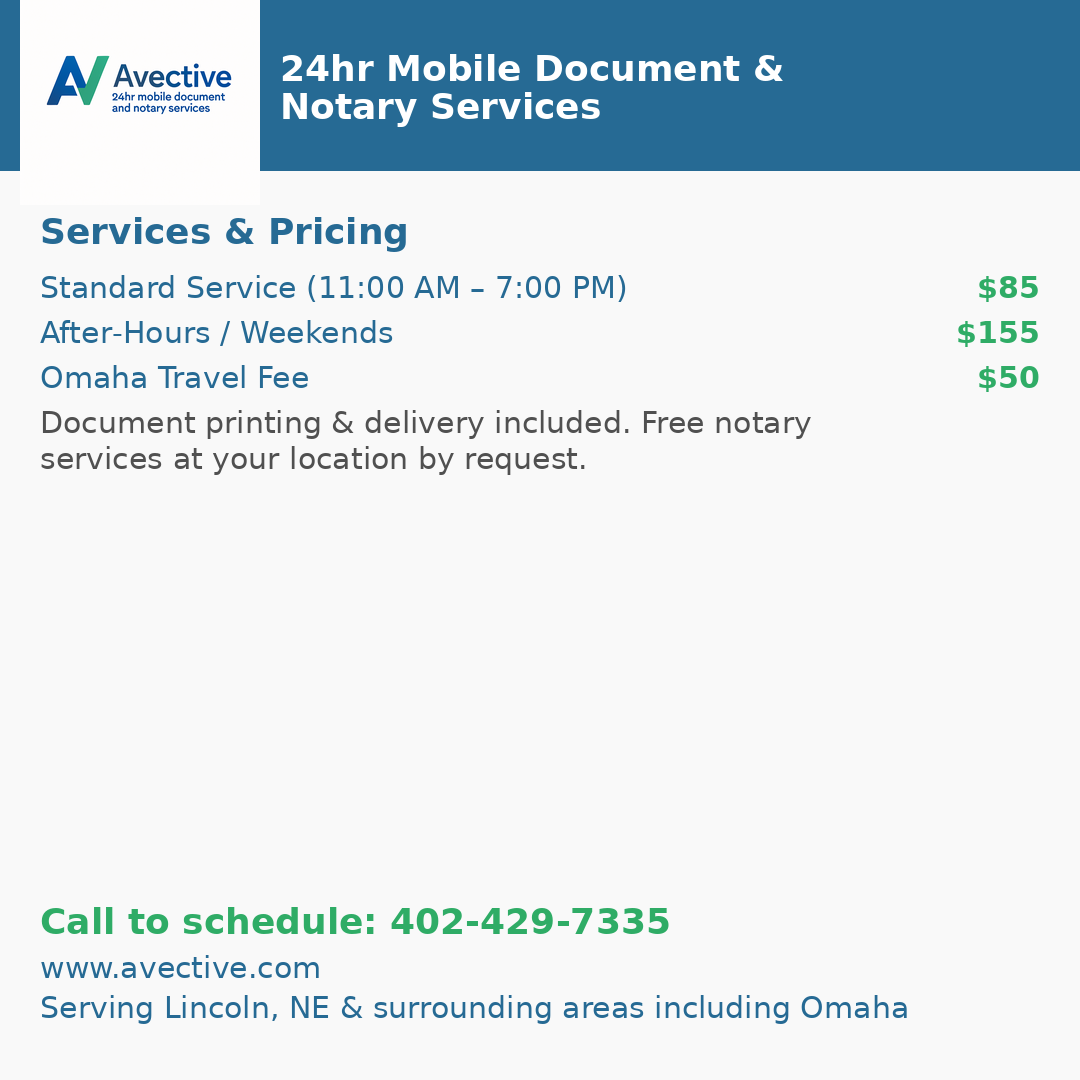 Avective
24hr mobile document
and notary services
24hr Mobile Document &
Notary Services
Services & Pricing
Standard Service (11:00 AM – 7:00 PM) $85
After-Hours / Weekends $155
Omaha Travel Fee $50
Document printing & delivery included. Free notary
services at your location by request.
Call to schedule: 402-429-7335
www.avective.com
Serving Lincoln, NE & surrounding areas including Omaha